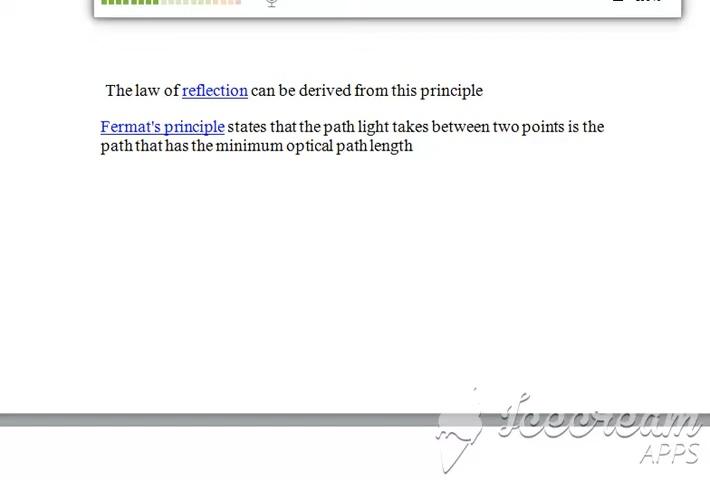 The law of reflection can be derived from this principle
Fermat's principle states that the path light takes between two points is the
path that has the minimum optical path length
Icecream
APPS